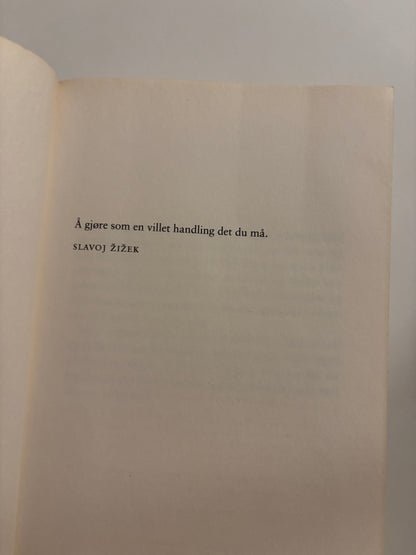 Å gjøre som en villet handling det du må.
SLAVOJ ŽIŽEK